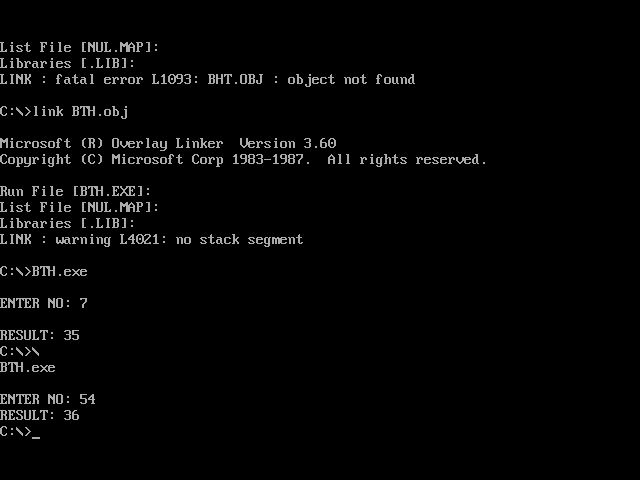 List File [NUL.MAP]:
Libraries [.LIB]:
LINK : fatal error L1093: BHT.OBJ : object not found
C:\>link BTH.obj
Microsoft (R) Overlay Linker  Version 3.60
Copyright (C) Microsoft Corp 1983-1987.  All rights reserved.
Run File [BTH.EXE]:
List File [NUL.MAP]:
Libraries [.LIB]:
LINK : warning L4021: no stack segment
C:\>BTH.exe
ENTER NO: 7
RESULT: 35
C:\>\
BTH.exe
ENTER NO: 54
RESULT: 36
C:\>_